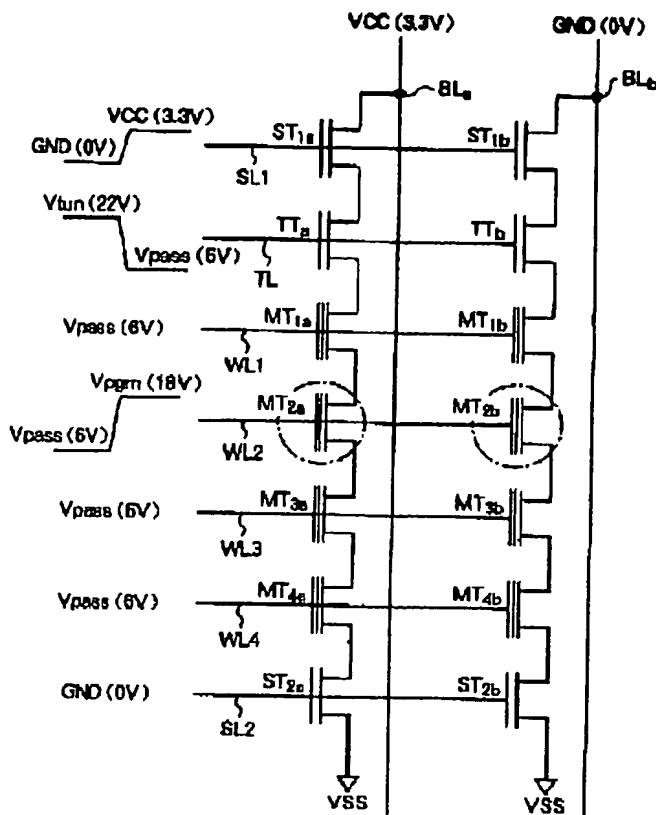 VCC (3.3V) GND (0V)
BLa BLb
VCC (3.3V)
GND (0V)
ST1a ST1b
SL1
Vtun (22V)
Vpass (6V)
TTa TTb
TL
Vpass (6V)
MT1a MT1b
WL1
Vpgm (18V)
Vpass (6V)
MT2a MT2b
WL2
Vpass (6V)
MT3a MT3b
WL3
Vpass (6V)
MT4a MT4b
WL4
GND (0V)
ST2a ST2b
SL2
VSS VSS